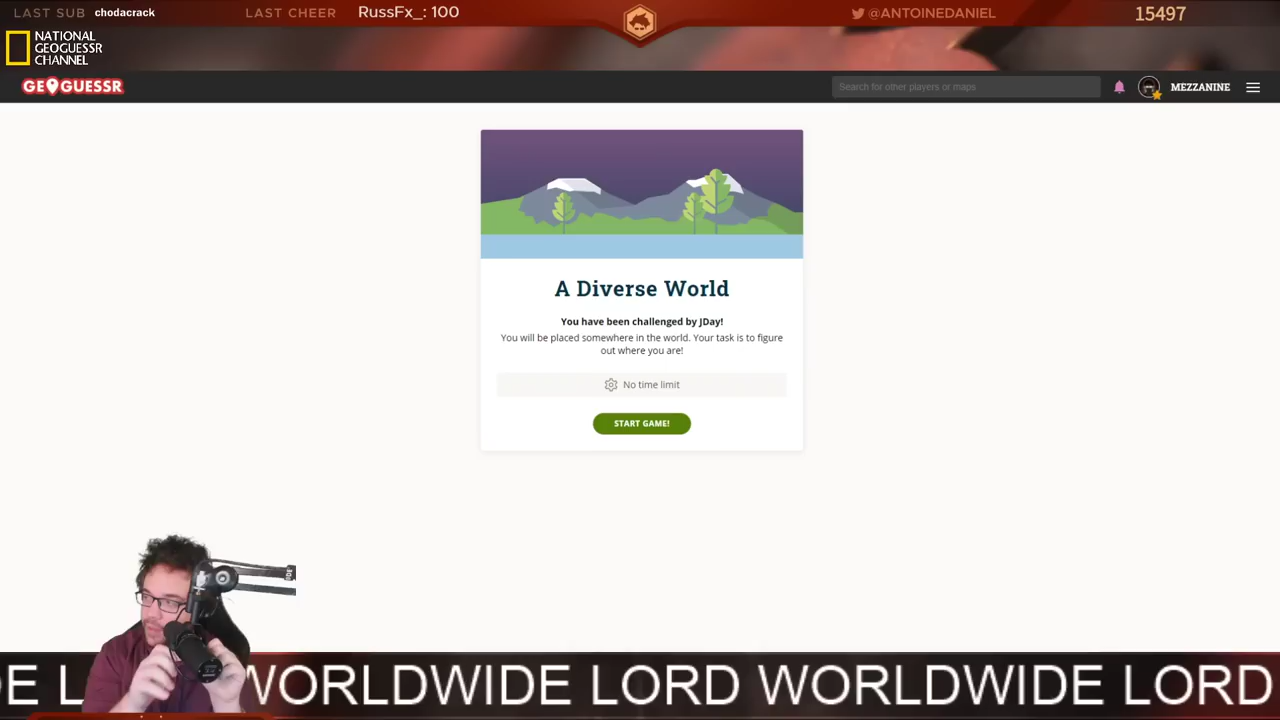 LAST SUB chodacrack LAST CHEER RussFx_: 100 @ANTOINEDANIEL 15497
NATIONAL
GEOGUESSR
CHANNEL
GEOGUESSR Search for other players or maps MEZZANINE
A Diverse World
You have been challenged by JDay!
You will be placed somewhere in the world. Your task is to figure
out where you are!
No time limit
START GAME!
DE L WORLDWIDE LORD WORLDWIDE LORD